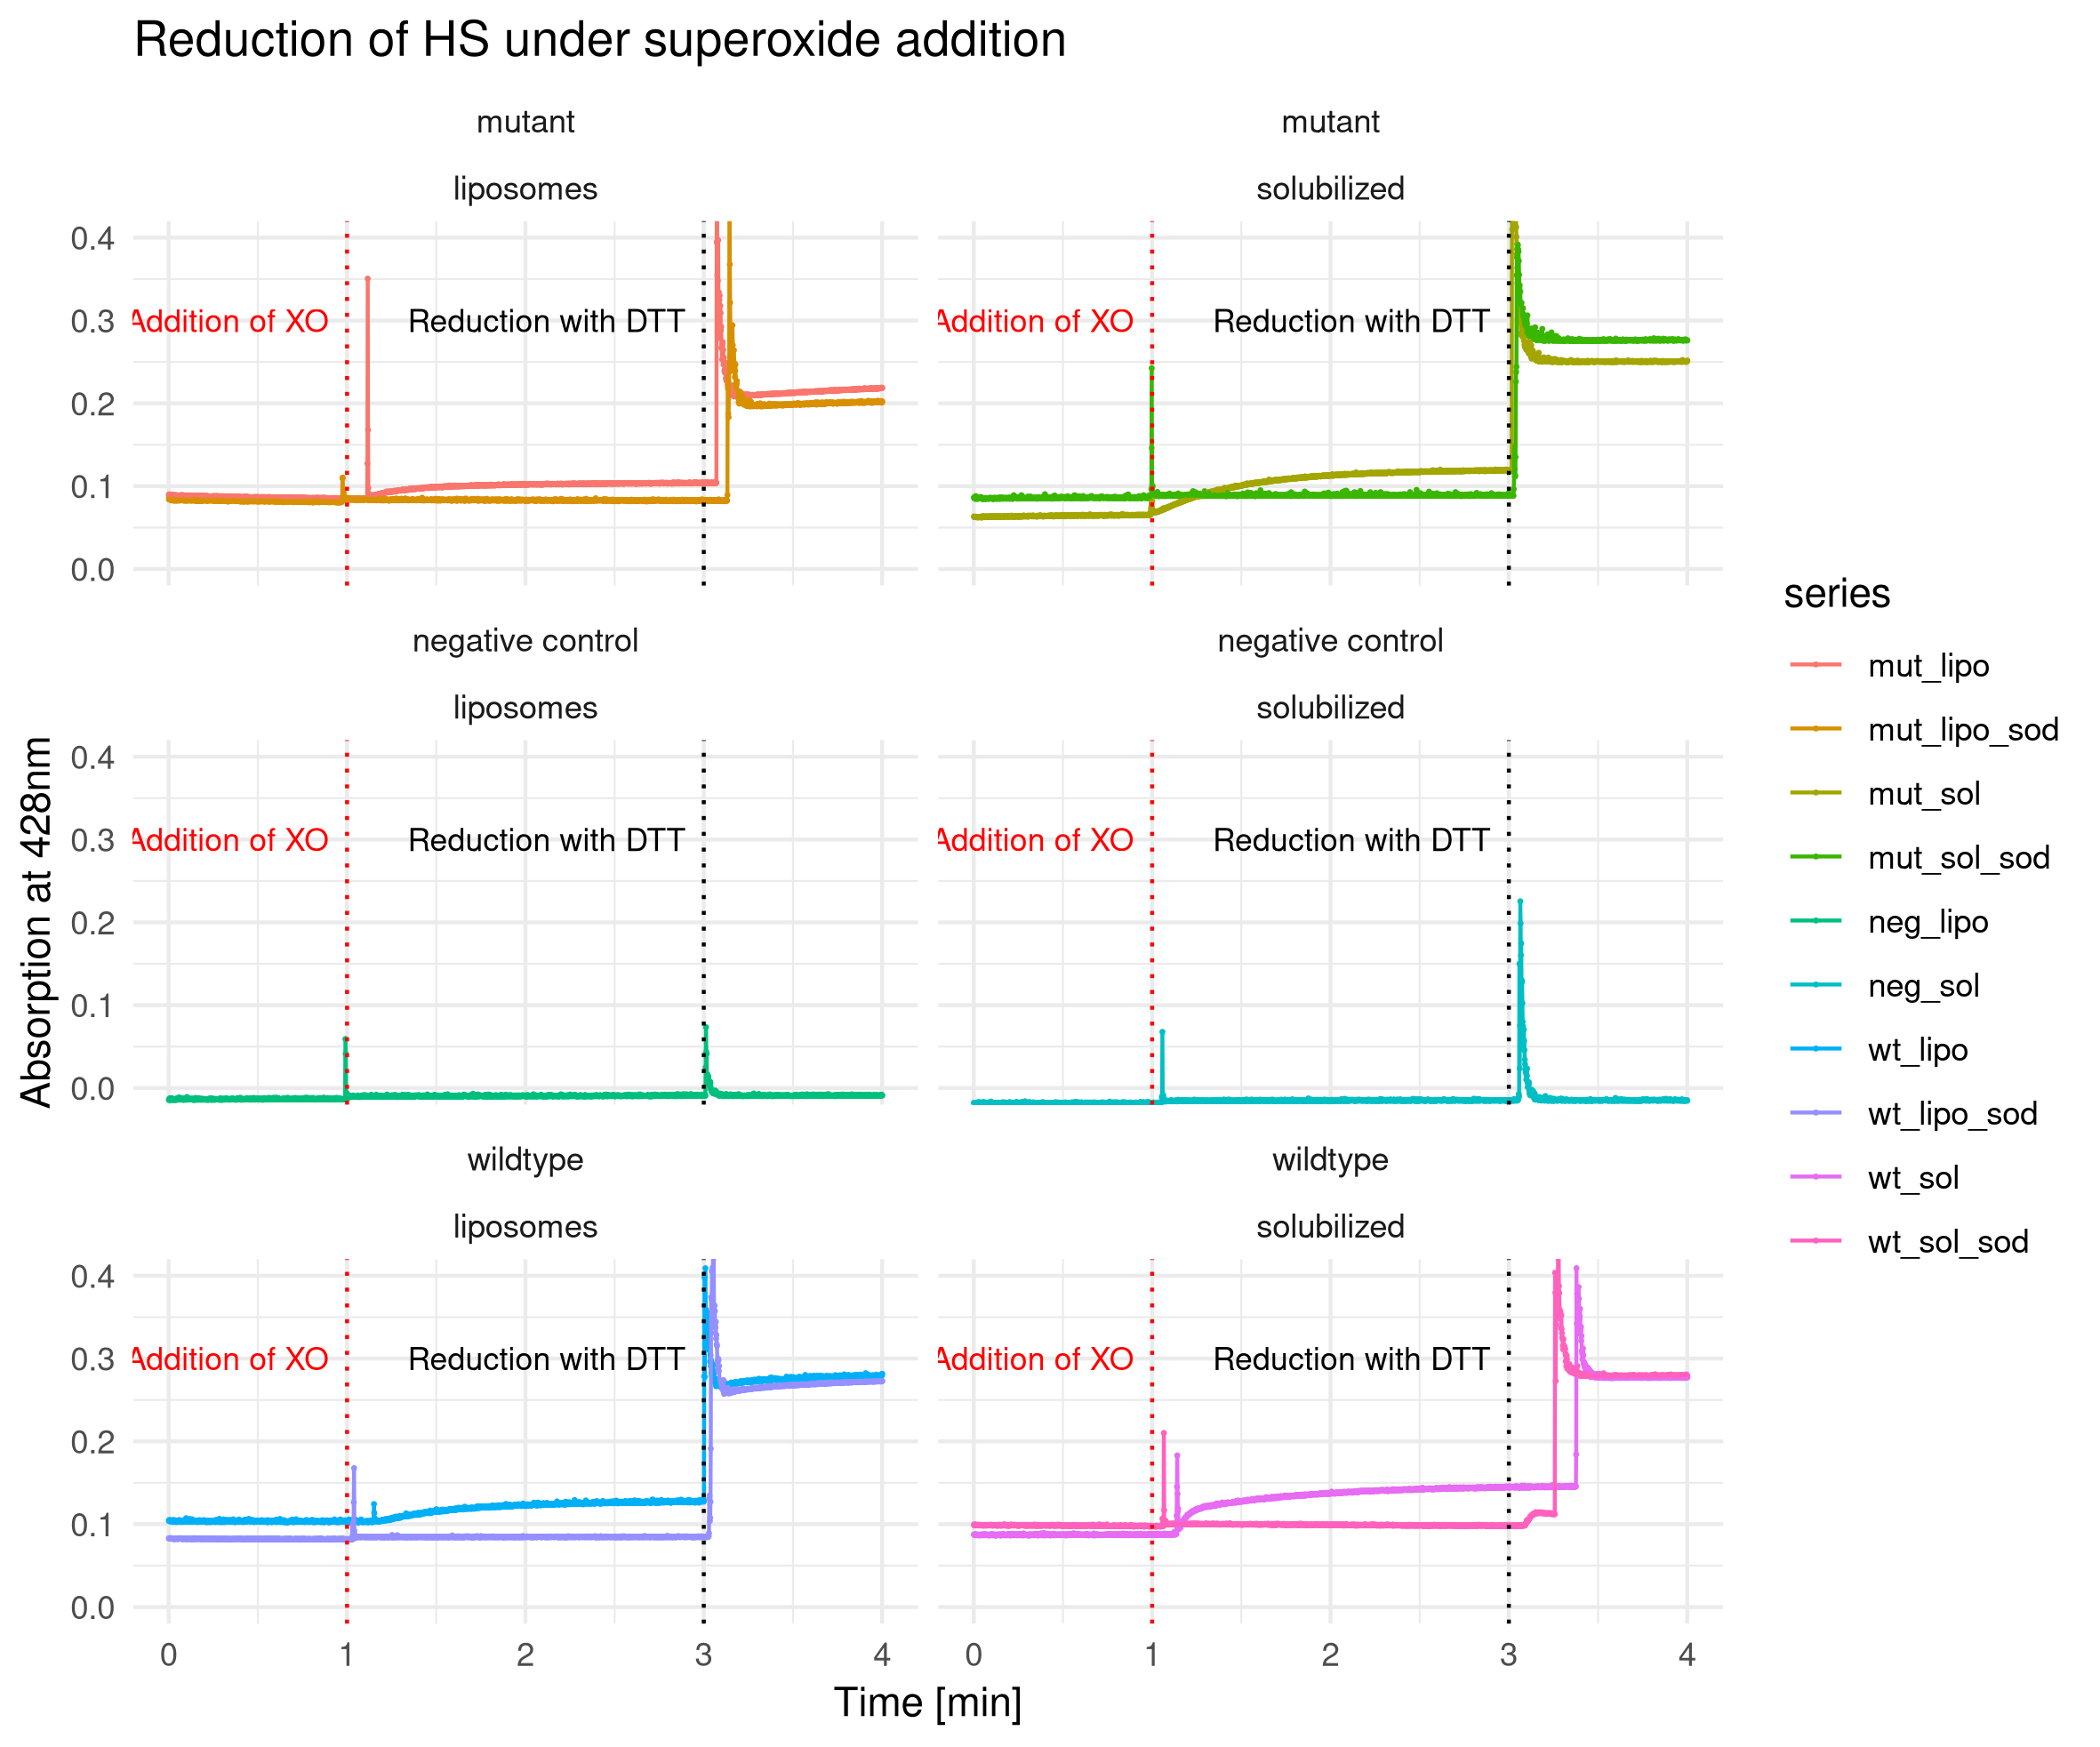 Reduction of HS under superoxide addition
mutant
liposomes
mutant
solubilized
0.4
0.3
0.2
0.1
0.0
Addition of XO
Reduction with DTT
Addition of XO
Reduction with DTT
negative control
liposomes
negative control
solubilized
0.4
0.3
0.2
0.1
0.0
Addition of XO
Reduction with DTT
Addition of XO
Reduction with DTT
wildtype
liposomes
wildtype
solubilized
0.4
0.3
0.2
0.1
0.0
Addition of XO
Reduction with DTT
Addition of XO
Reduction with DTT
0 1 2 3 4
0 1 2 3 4
Time [min]
Absorption at 428nm
series
mut_lipo
mut_lipo_sod
mut_sol
mut_sol_sod
neg_lipo
neg_sol
wt_lipo
wt_lipo_sod
wt_sol
wt_sol_sod